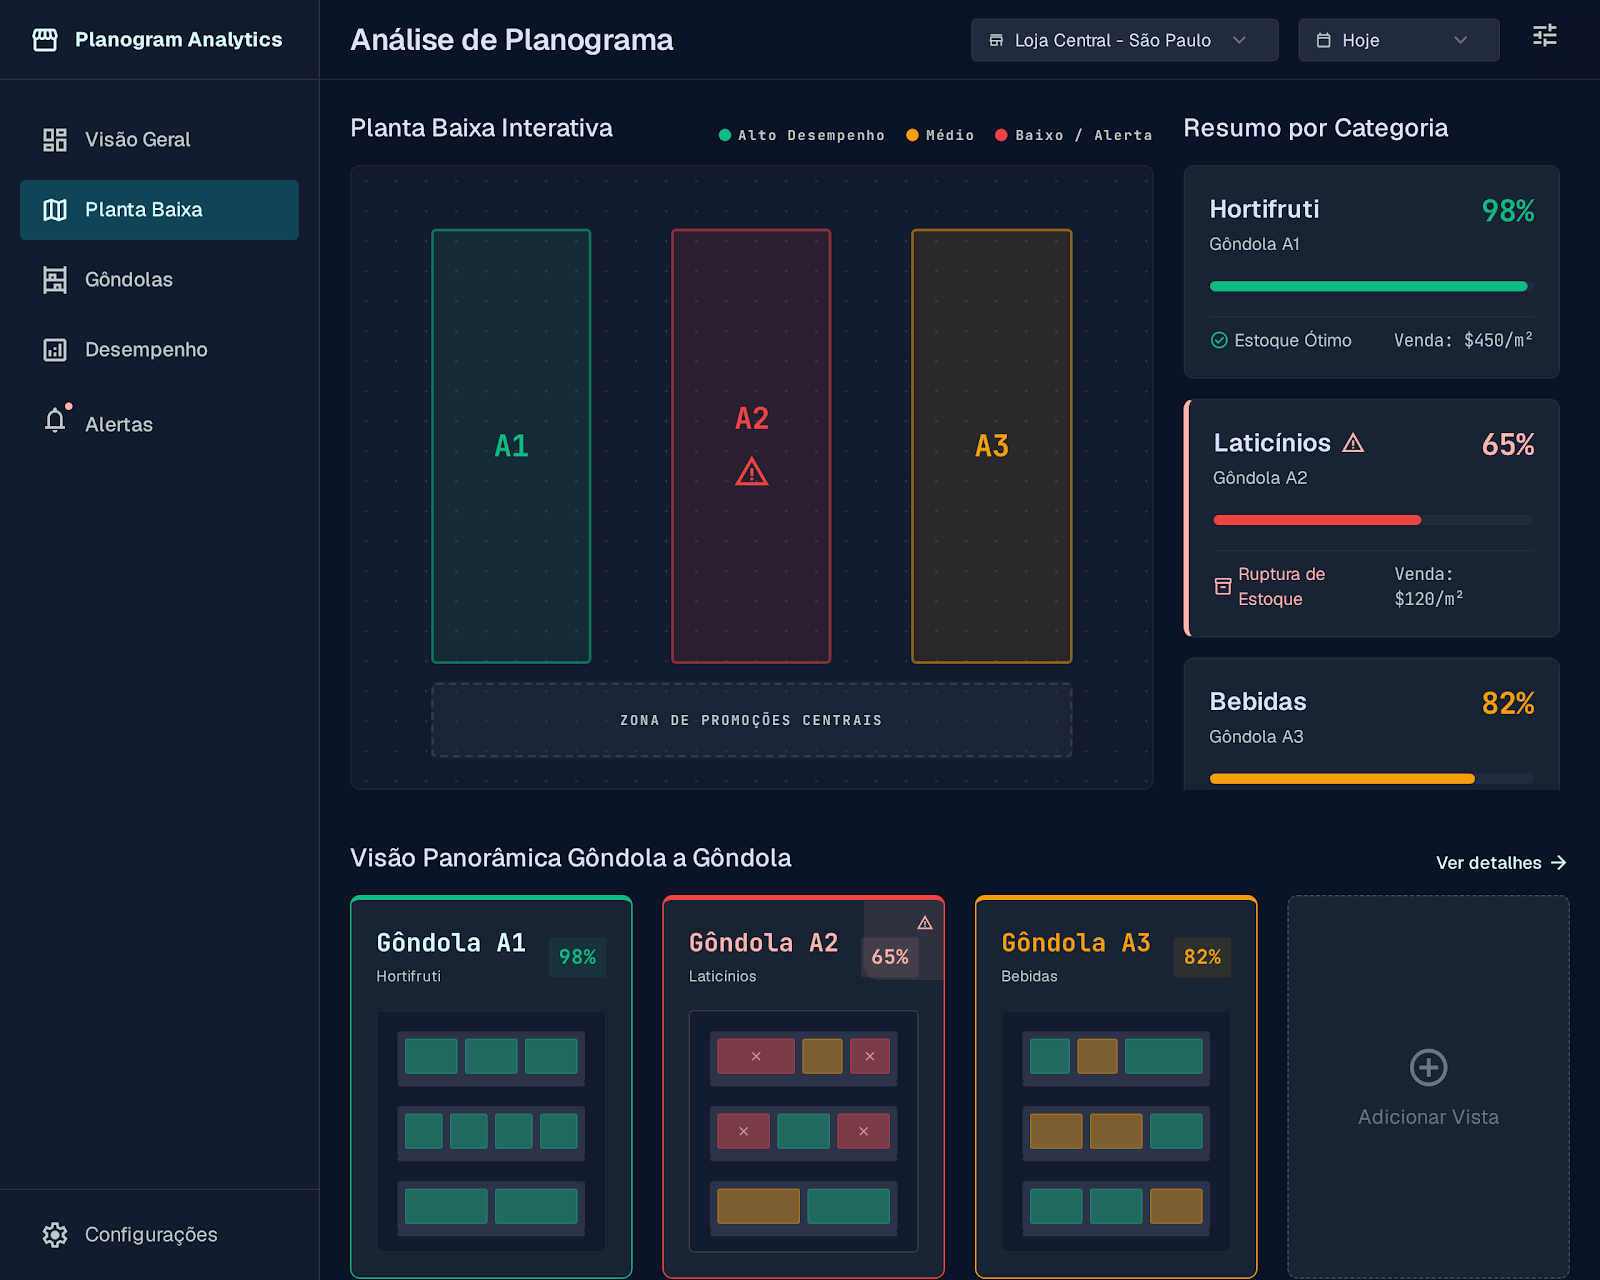 Planogram Analytics
Análise de Planograma
Loja Central - São Paulo
Hoje
Visão Geral
Planta Baixa
Gôndolas
Desempenho
Alertas
Configurações
Planta Baixa Interativa
Alto Desempenho
Médio
Baixo / Alerta
A1
A2
A3
ZONA DE PROMOÇÕES CENTRAIS
Resumo por Categoria
Hortifruti
98%
Gôndola A1
Estoque Ótimo
Venda: $450/m²
Laticínios
65%
Gôndola A2
Ruptura de
Estoque
Venda:
$120/m²
Bebidas
82%
Gôndola A3
Visão Panorâmica Gôndola a Gôndola
Ver detalhes
Gôndola A1
98%
Hortifruti
Gôndola A2
65%
Laticínios
Gôndola A3
82%
Bebidas
Adicionar Vista